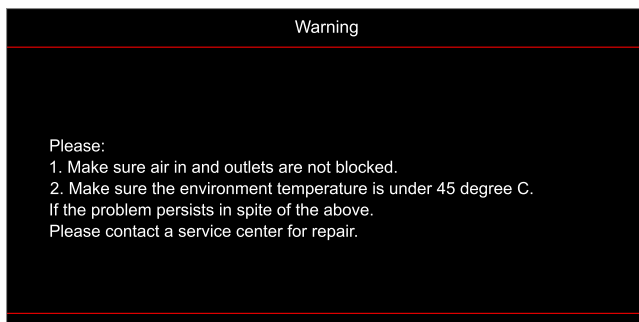 Warning
Please:
1. Make sure air in and outlets are not blocked.
2. Make sure the environment temperature is under 45 degree C.
If the problem persists in spite of the above.
Please contact a service center for repair.